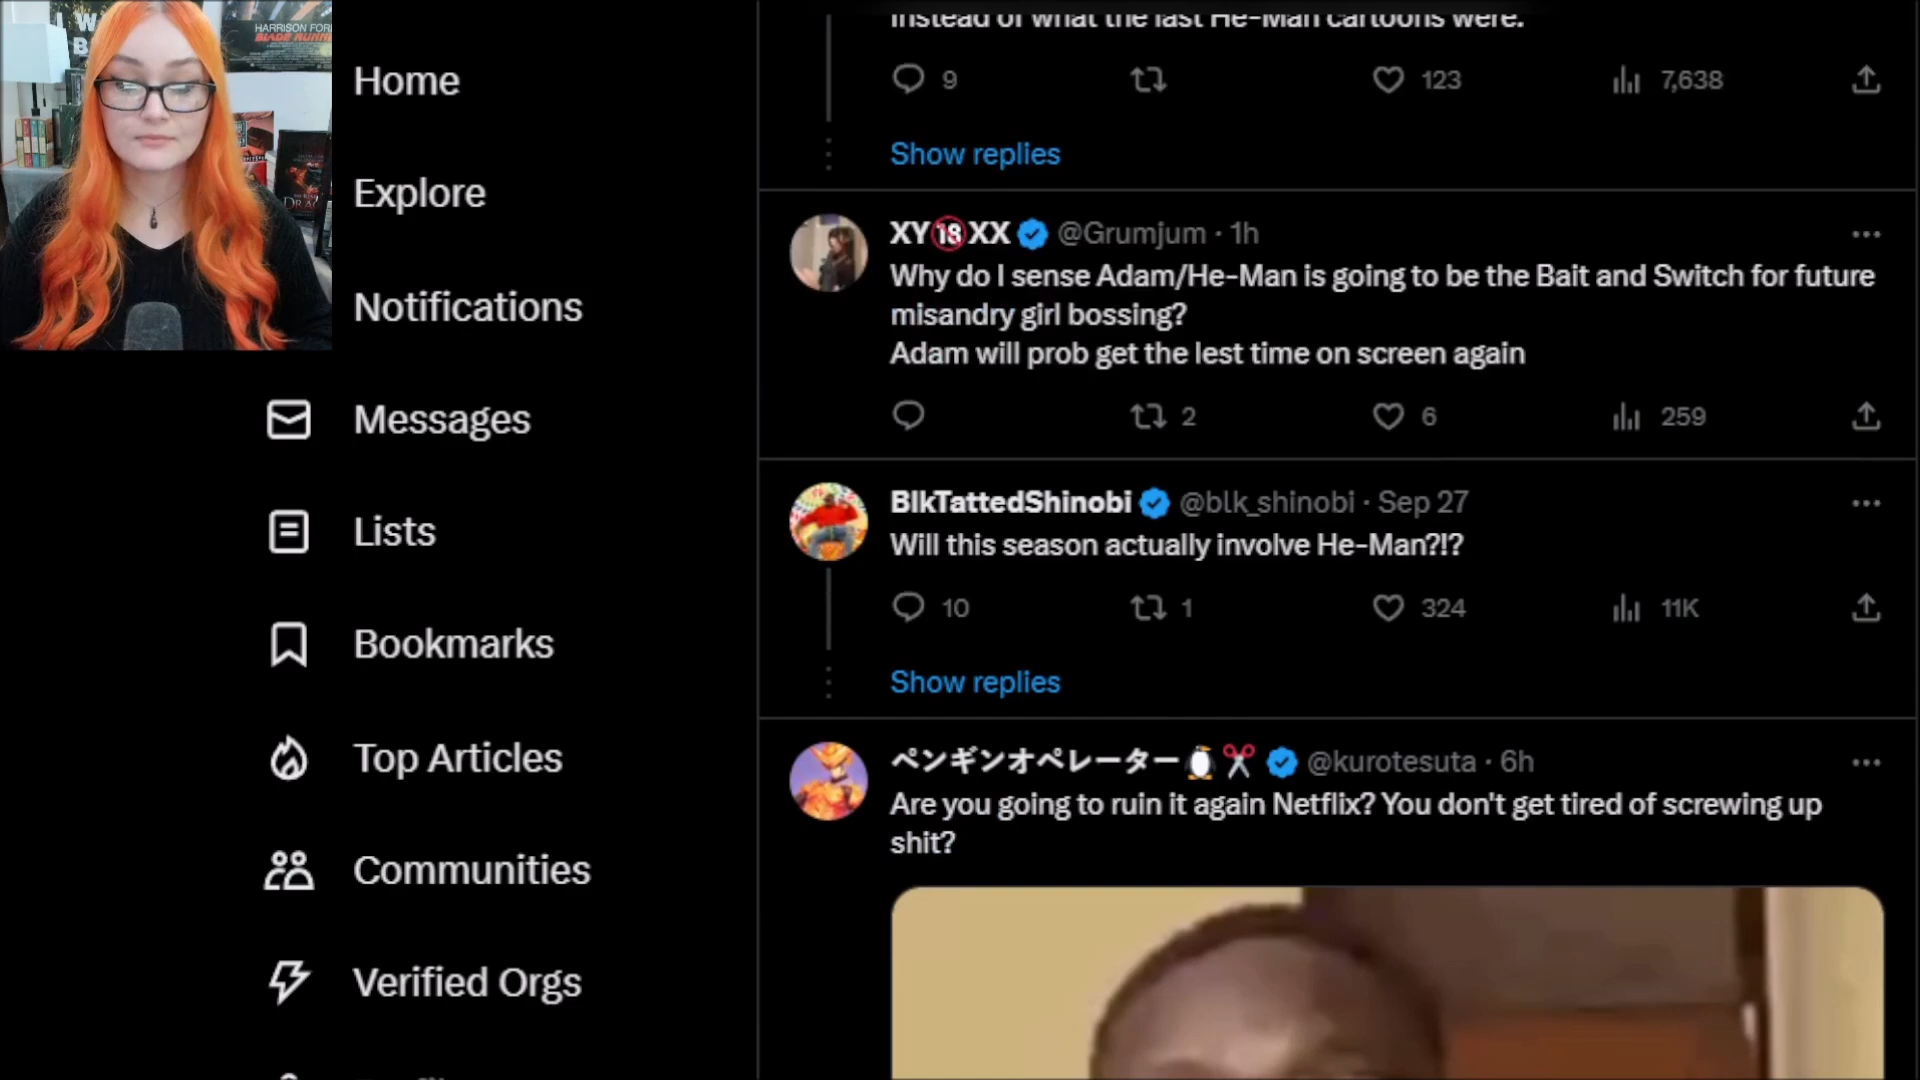 HARRISON FORD
BLADE RUNNER
Home
Explore
Notifications
Messages
Lists
Bookmarks
Top Articles
Communities
Verified Orgs
instead of what the last He-Man cartoons were.
9 123 7,638
Show replies
XY🔞XX @Grumjum · 1h
Why do I sense Adam/He-Man is going to be the Bait and Switch for future
misandry girl bossing?
Adam will prob get the lest time on screen again
2 6 259
BlkTattedShinobi @blk_shinobi · Sep 27
Will this season actually involve He-Man?!?
10 1 324 11K
Show replies
ペンギンオペレーター🐧✂️ @kurotesuta · 6h
Are you going to ruin it again Netflix? You don't get tired of screwing up
shit?